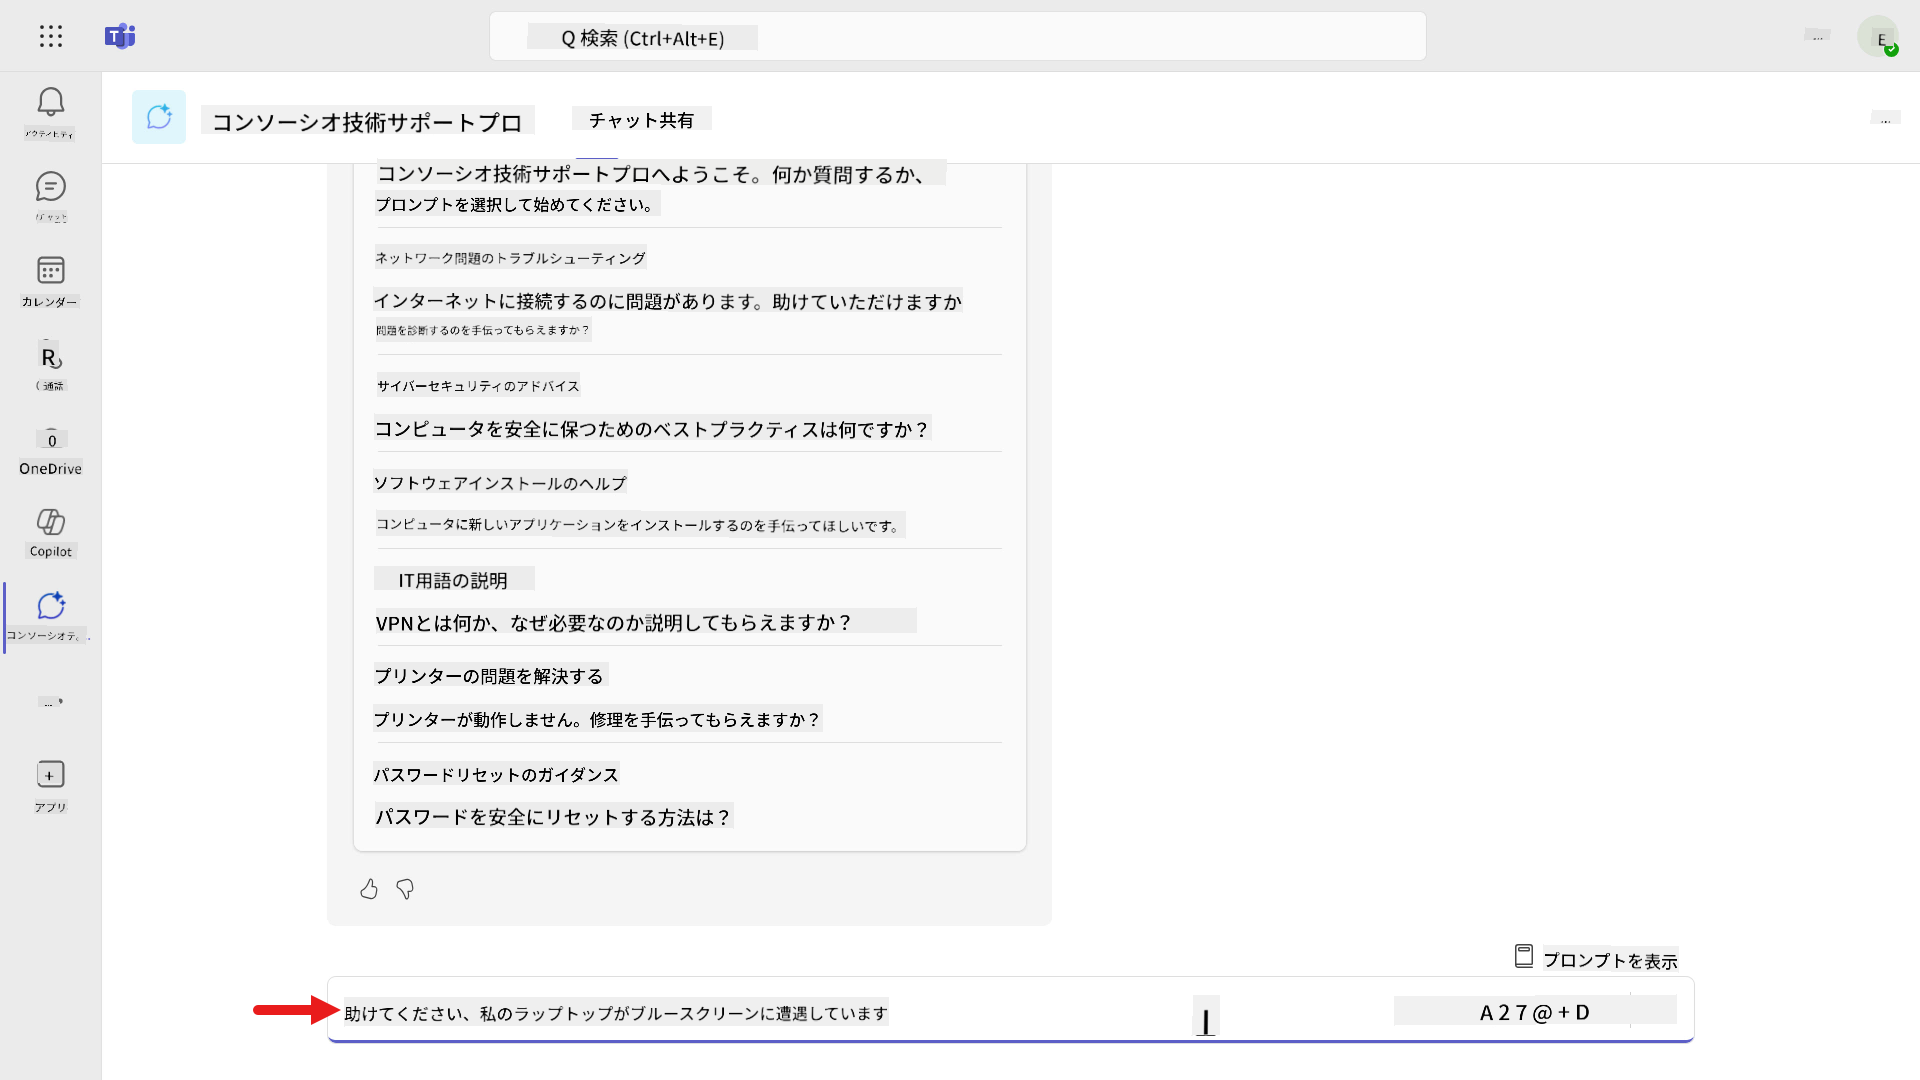 Q 検索 (Ctrl+Alt+E)
E
コンソーシオ技術サポートプロ
チャット共有
アクティビティ
チャット
カレンダー
通話
OneDrive
Copilot
コンソーシオテ..
アプリ
コンソーシオ技術サポートプロへようこそ。何か質問するか、
プロンプトを選択して始めてください。
ネットワーク問題のトラブルシューティング
インターネットに接続するのに問題があります。助けていただけますか
問題を診断するのを手伝ってもらえますか？
サイバーセキュリティのアドバイス
コンピュータを安全に保つためのベストプラクティスは何ですか？
ソフトウェアインストールのヘルプ
コンピュータに新しいアプリケーションをインストールするのを手伝ってほしいです。
IT用語の説明
VPNとは何か、なぜ必要なのか説明してもらえますか？
プリンターの問題を解決する
プリンターが動作しません。修理を手伝ってもらえますか？
パスワードリセットのガイダンス
パスワードを安全にリセットする方法は？
プロンプトを表示
助けてください、私のラップトップがブルースクリーンに遭遇しています
A 2 7 @ + D